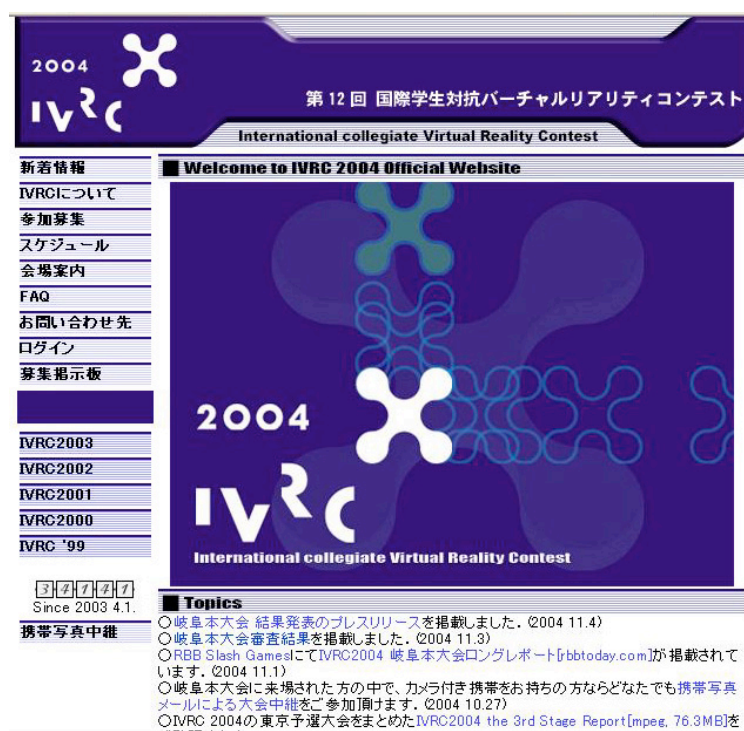 2004
IVRC
第12回 国際学生対抗バーチャルリアリティコンテスト
International collegiate Virtual Reality Contest
新着情報
IVRCについて
参加募集
スケジュール
会場案内
FAQ
お問い合わせ先
ログイン
募集掲示板
IVRC2003
IVRC2002
IVRC2001
IVRC2000
IVRC '99
34141
Since 2003 4.1.
携帯写真中継
■ Welcome to IVRC 2004 Official Website
2004
IVRC
International collegiate Virtual Reality Contest
■ Topics
○岐阜本大会 結果発表のプレスリリースを掲載しました. (2004 11.4)
○岐阜本大会審査結果を掲載しました. (2004 11.3)
○RBB Slash GamesにてIVRC2004 岐阜本大会ロングレポート[rbbtoday.com]が掲載されて
います. (2004 11.1)
○岐阜本大会に来場された方の中で、カメラ付き携帯をお持ちの方ならどなたでも携帯写真
メールによる大会中継をご参加頂けます. (2004 10.27)
○IVRC 2004の東京予選大会をまとめたIVRC2004 the 3rd Stage Report[mpeg, 76.3MB]を